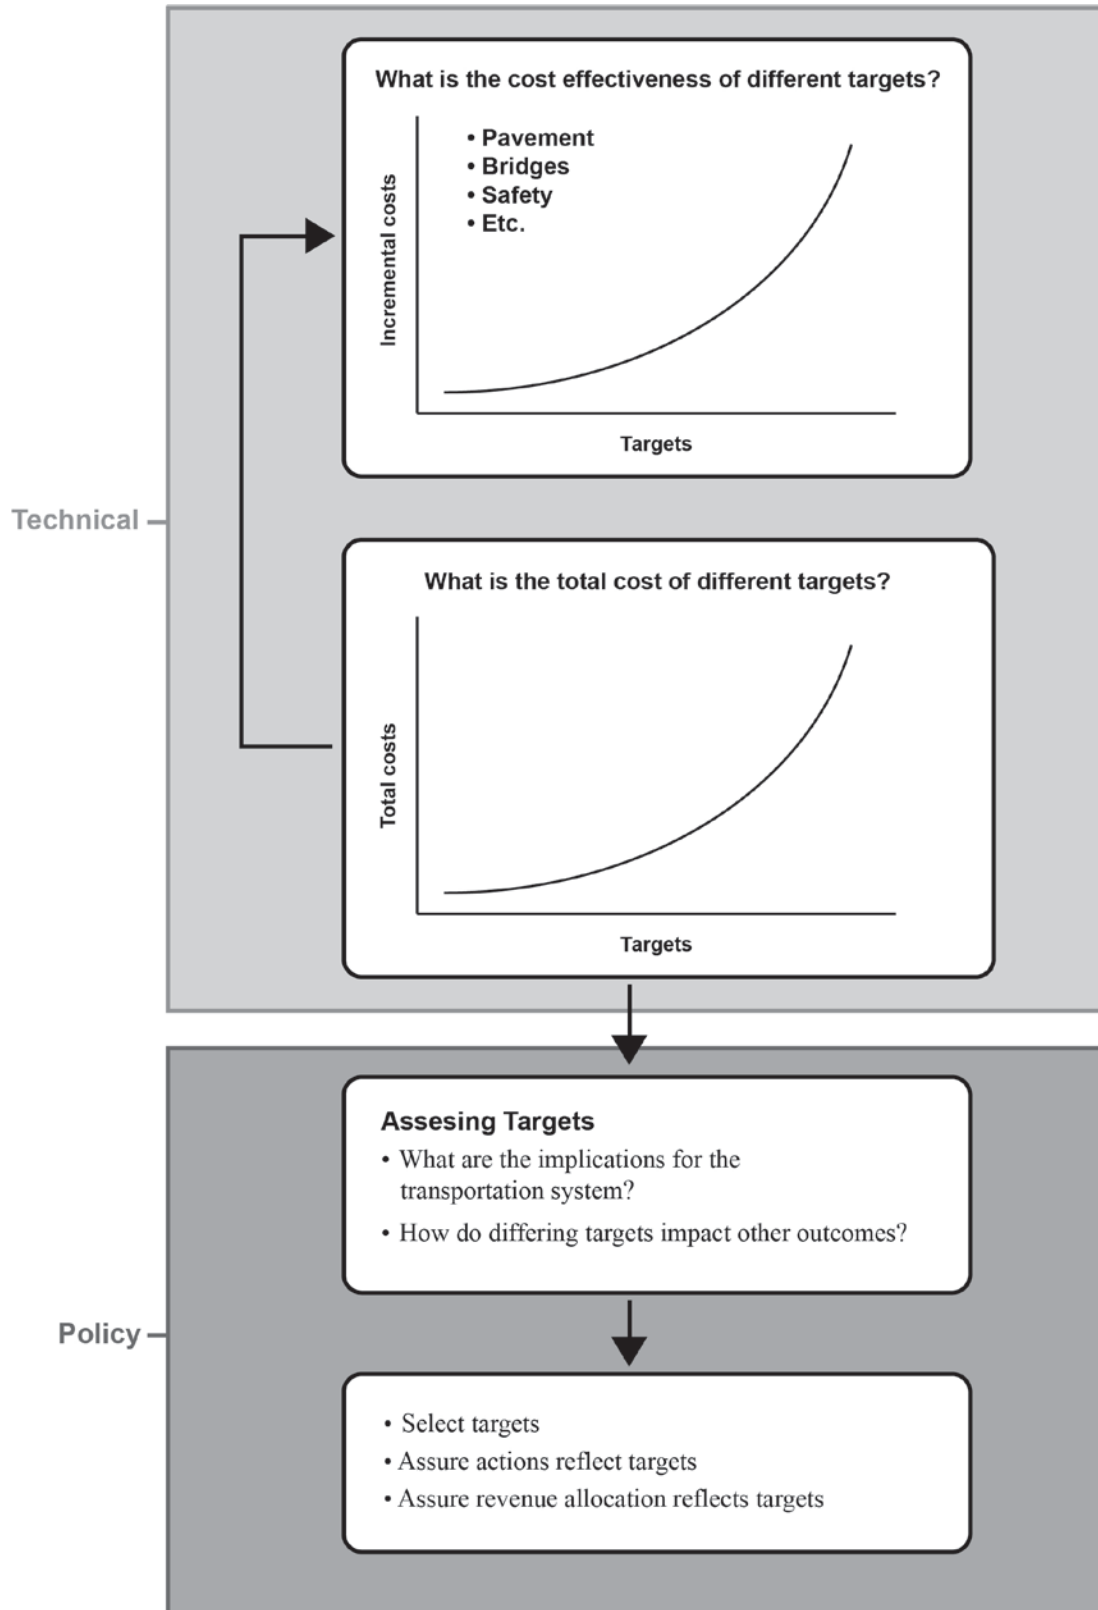 What is the cost effectiveness of different targets?
• Pavement
• Bridges
• Safety
• Etc.
Incremental costs
Targets
Technical
What is the total cost of different targets?
Total costs
Targets
Assesing Targets
• What are the implications for the
transportation system?
• How do differing targets impact other outcomes?
Policy
• Select targets
• Assure actions reflect targets
• Assure revenue allocation reflects targets